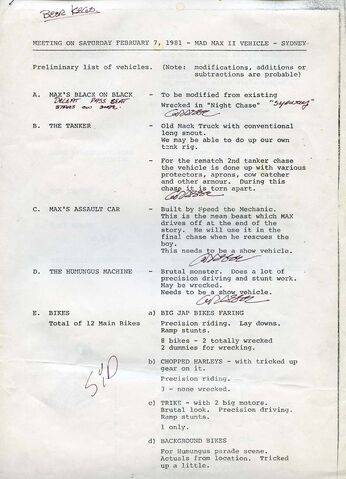 BEER KEGS.
MEETING ON SATURDAY FEBRUARY 7, 1981 - MAD MAX II VEHICLE - SYDNEY
Preliminary list of vehicles. (Note: modifications, additions or
subtractions are probable)
A. MAX'S BLACK ON BLACK - To be modified from existing
Wrecked in "Night Chase"
B. THE TANKER - Old Mack Truck with conventional
long snout.
We may be able to do up our own
tank rig.
- For the rematch 2nd tanker chase
the vehicle is done up with various
protectors, aprons, cow catcher
and other armour. During this
chase it is torn apart.
C. MAX'S ASSAULT CAR - Built by Speed the Mechanic.
This is the mean beast which MAX
drives off at the end of the
story. He will use it in the
final chase when he rescues the
boy.
This needs to be a show vehicle.
D. THE HUMUNGUS MACHINE - Brutal monster. Does a lot of
precision driving and stunt work.
May be wrecked.
Needs to be a show vehicle.
E. BIKES a) BIG JAP BIKES FARING
Total of 12 Main Bikes Precision riding. Lay downs.
Ramp stunts.
8 bikes - 2 totally wrecked
2 dummies for wrecking.
b) CHOPPED HARLEYS - with tricked up
gear on it.
Precision riding.
3 - none wrecked.
SYD
c) TRIKE - with 2 big motors.
Brutal look. Precision driving.
Ramp stunts.
1 only.
d) BACKGROUND BIKES
For Humungus parade scene.
Actuals from location. Tricked
up a little.